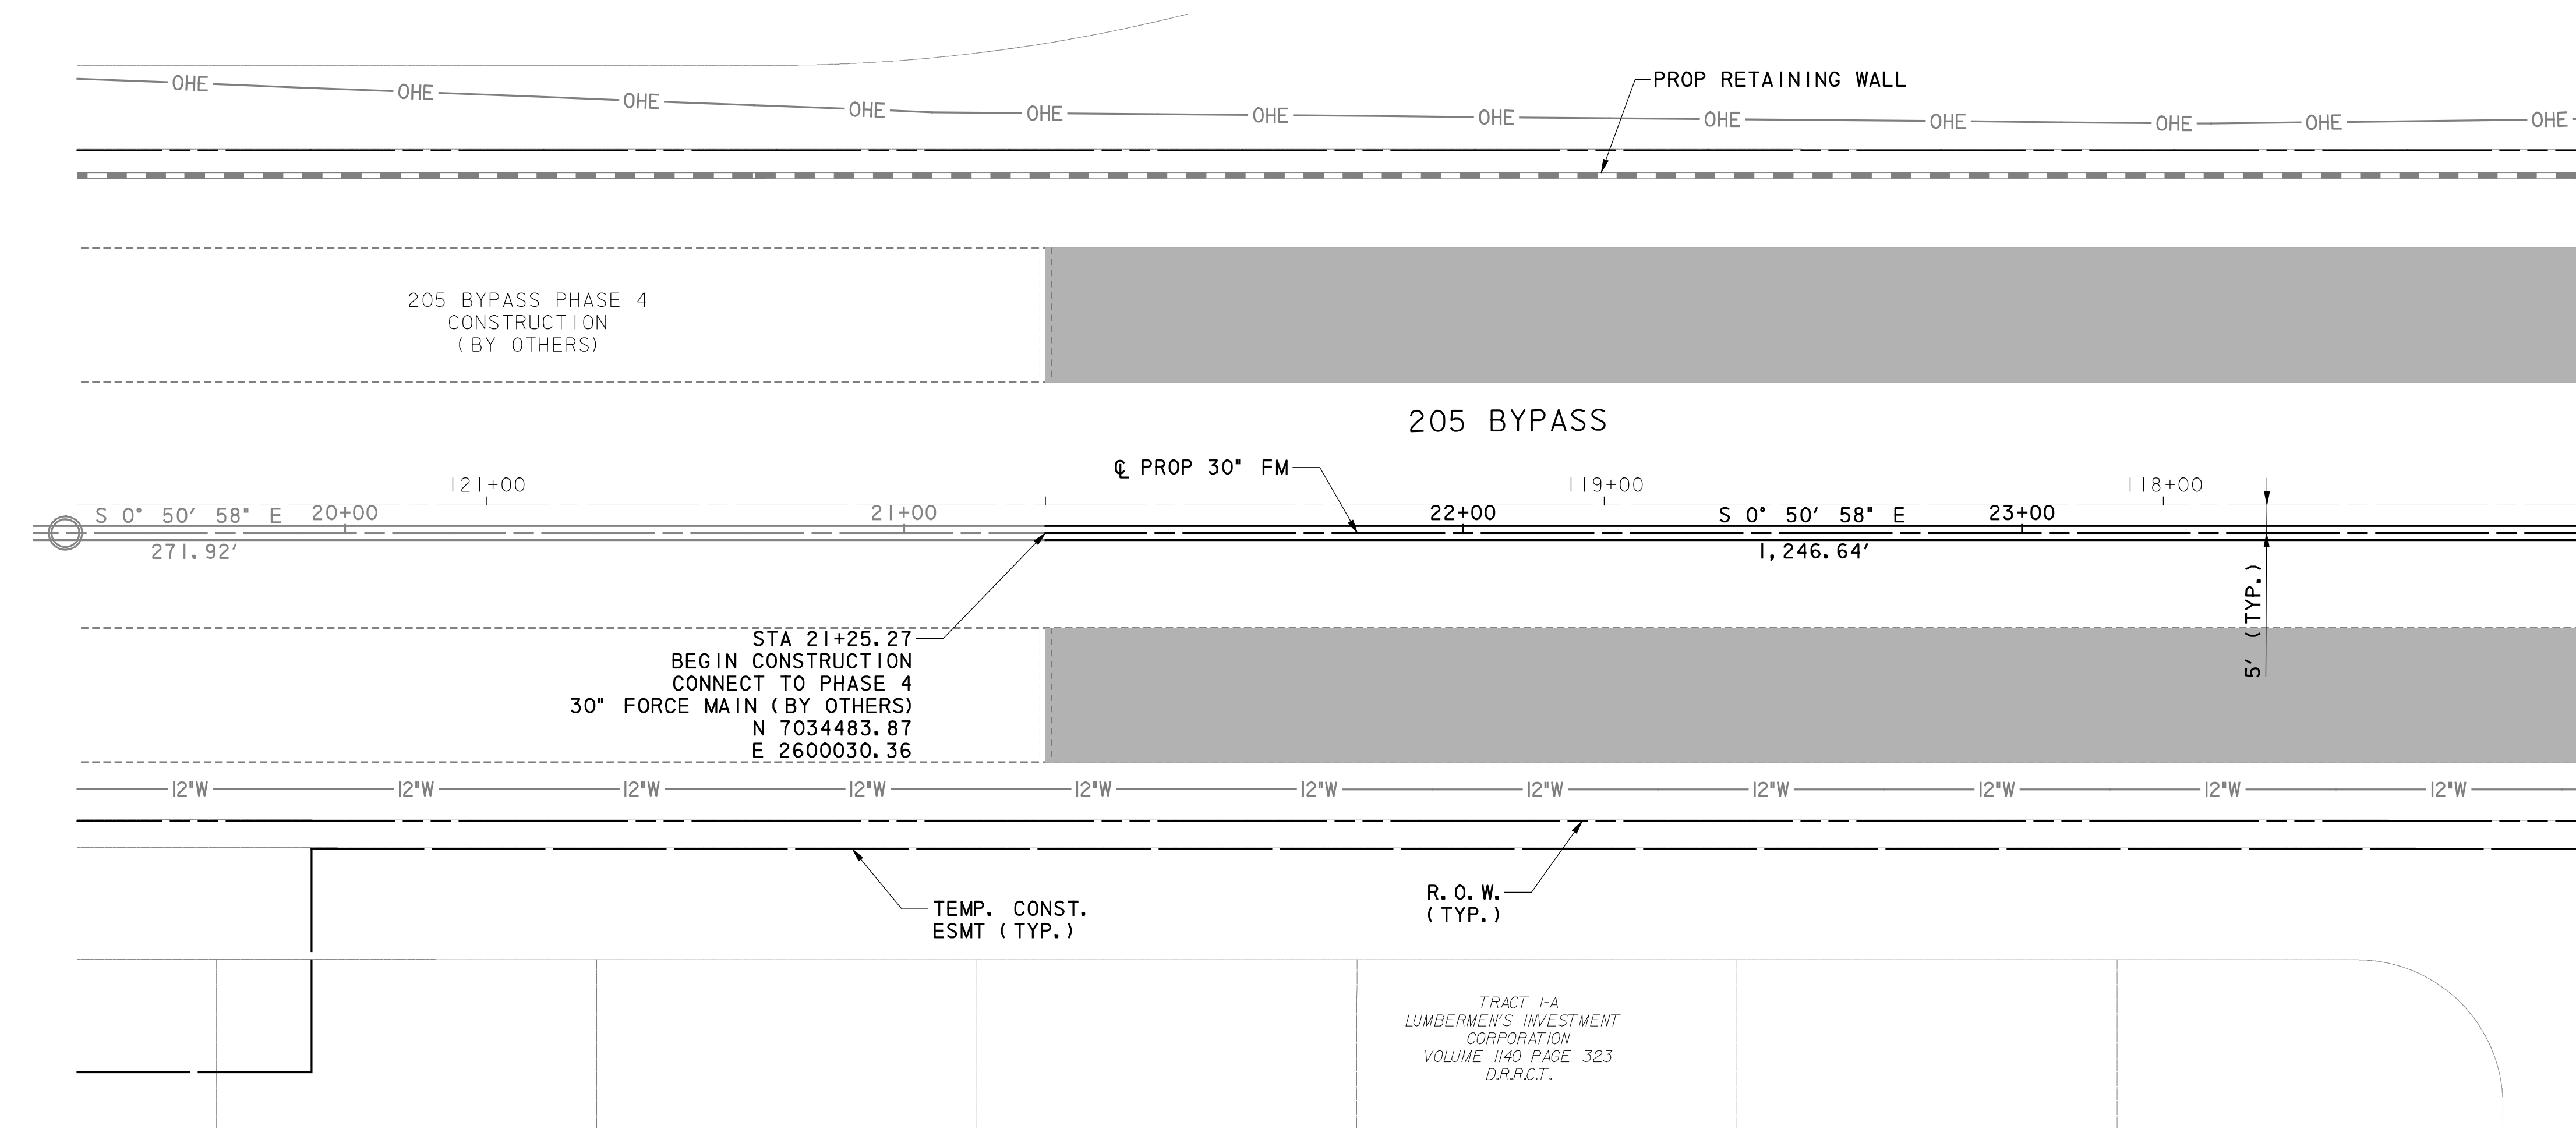 OHE
OHE
OHE
OHE
OHE
OHE
OHE
OHE
OHE
OHE
OHE
OHE
PROP RETAINING WALL
205 BYPASS PHASE 4
CONSTRUCTION
(BY OTHERS)
205 BYPASS
℄ PROP 30" FM
121+00
119+00
118+00
S 0° 50' 58" E
20+00
21+00
22+00
S 0° 50' 58" E
23+00
271.92'
1,246.64'
5' (TYP.)
STA 21+25.27
BEGIN CONSTRUCTION
CONNECT TO PHASE 4
30" FORCE MAIN (BY OTHERS)
N 7034483.87
E 2600030.36
12"W
12"W
12"W
12"W
12"W
12"W
12"W
12"W
12"W
12"W
12"W
TEMP. CONST.
ESMT (TYP.)
R.O.W.
(TYP.)
TRACT 1-A
LUMBERMEN'S INVESTMENT
CORPORATION
VOLUME 1140 PAGE 323
D.R.R.C.T.